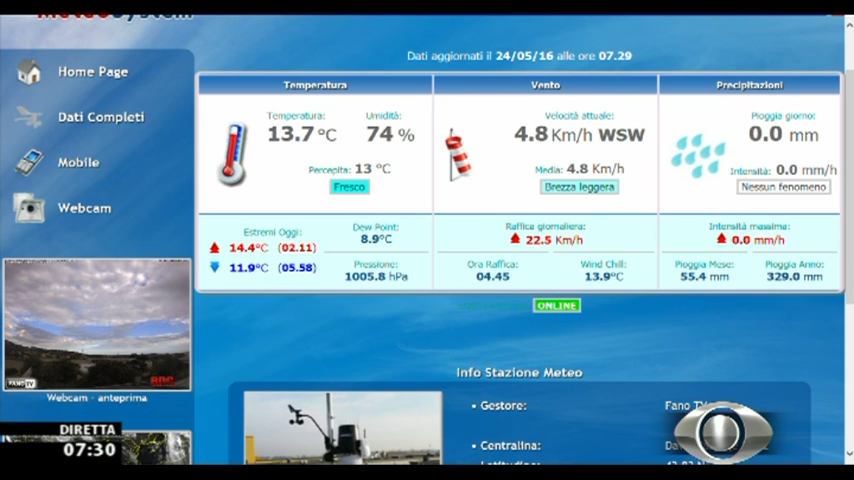 MeteoSystem
Dati aggiornati il 24/05/16 alle ore 07.29
Home Page
Dati Completi
Mobile
Webcam
Temperatura
Temperatura:
Umidità:
13.7 °C
74 %
Percepita: 13 °C
Fresco
Estremi Oggi:
14.4°C (02.11)
11.9°C (05.58)
Dew Point:
8.9°C
Pressione:
1005.8 hPa
Vento
Velocità attuale:
4.8 Km/h WSW
Media: 4.8 Km/h
Brezza leggera
Raffica giornaliera:
22.5 Km/h
Ora Raffica:
04.45
Wind Chill:
13.9°C
Precipitazioni
Pioggia giorno:
0.0 mm
Intensità: 0.0 mm/h
Nessun fenomeno
Intensità massima:
0.0 mm/h
Pioggia Mese:
55.4 mm
Pioggia Anno:
329.0 mm
ONLINE
FANO TV
Webcam - anteprima
Info Stazione Meteo
Gestore:
Fano TV
Centralina:
DIRETTA
07:30